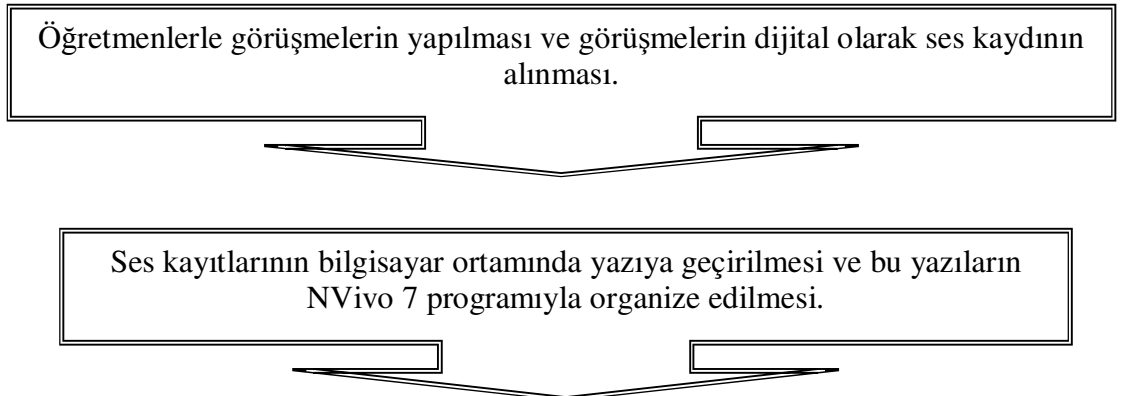 Öğretmenlerle görüşmelerin yapılması ve görüşmelerin dijital olarak ses kaydının
alınması.
Ses kayıtlarının bilgisayar ortamında yazıya geçirilmesi ve bu yazıların
NVivo 7 programıyla organize edilmesi.